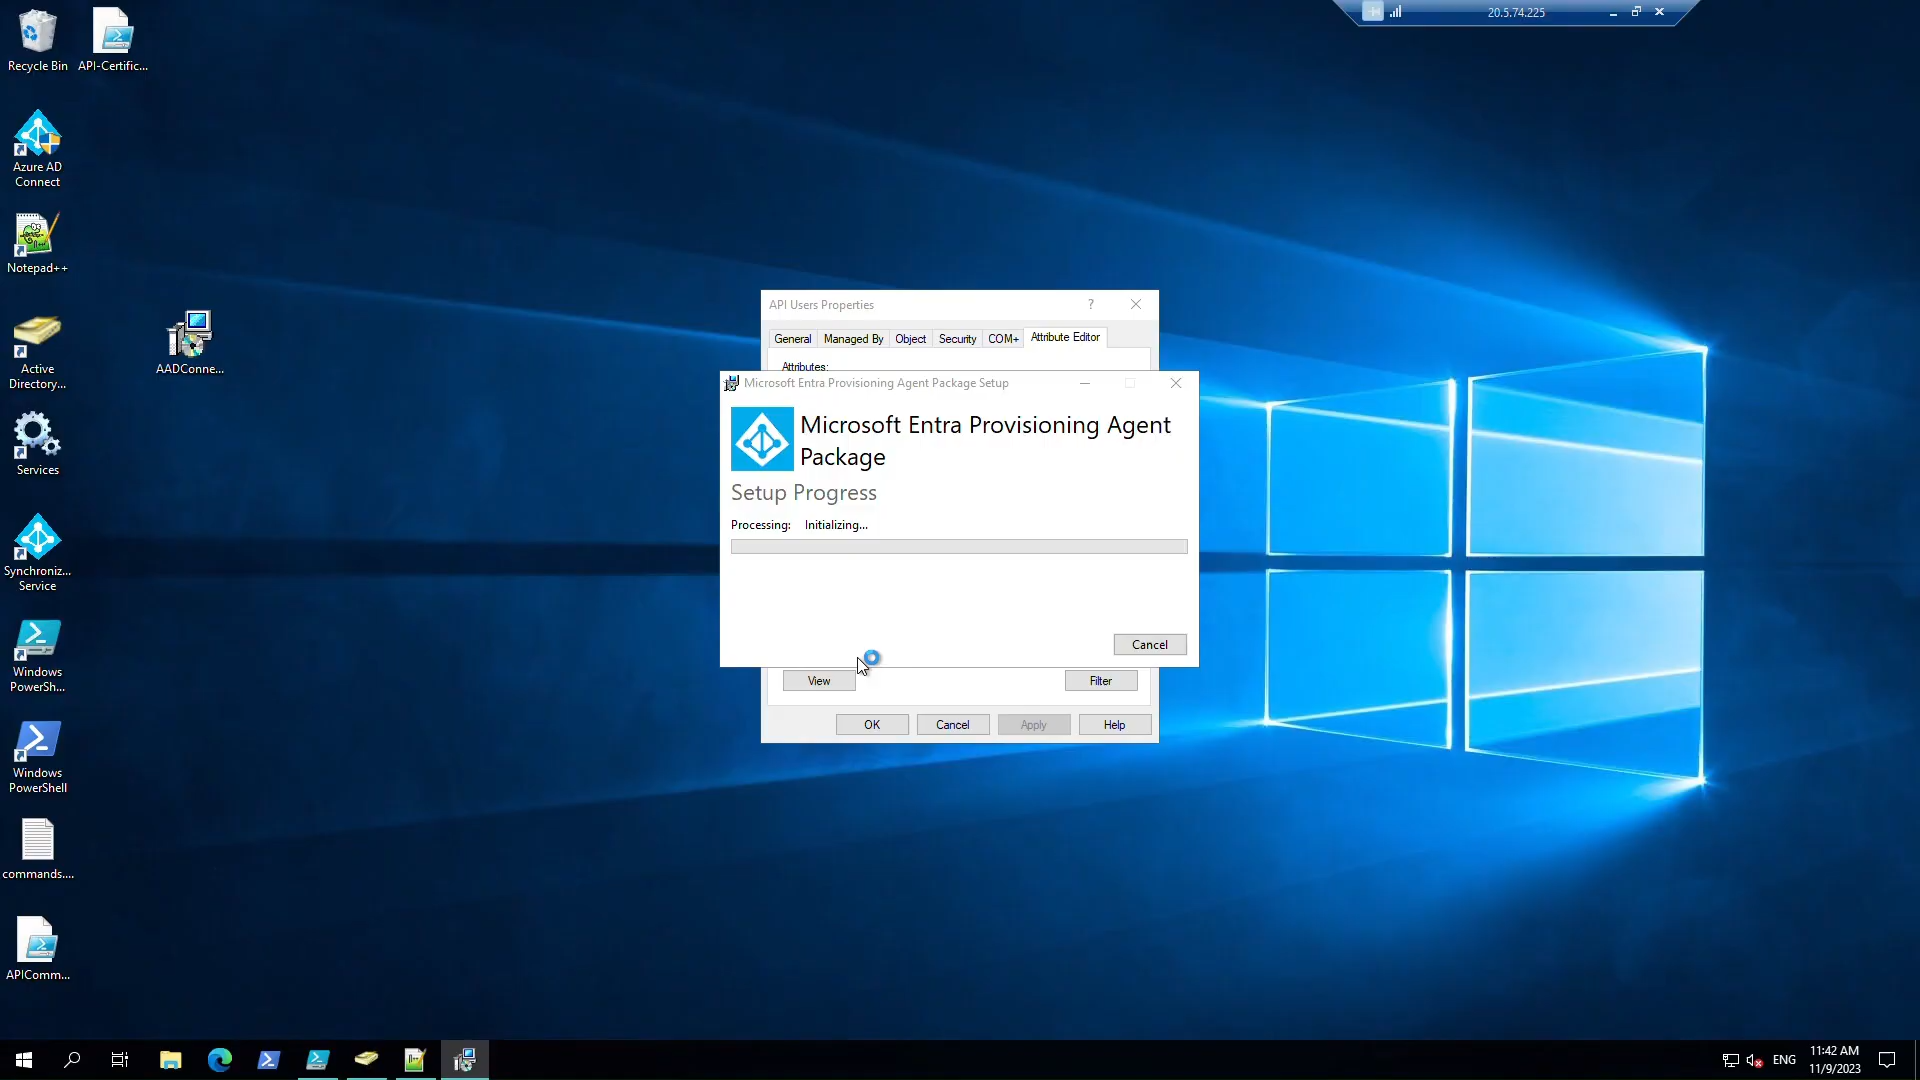 20.5.74.225
Recycle Bin
API-Certific...
Azure AD
Connect
Notepad++
Active
Directory...
AADConne...
Services
Synchroniz...
Service
Windows
PowerSh...
Windows
PowerShell
commands....
APIComm...
API Users Properties
?
General
Managed By
Object
Security
COM+
Attribute Editor
Attributes:
Microsoft Entra Provisioning Agent Package Setup
Microsoft Entra Provisioning Agent
Package
Setup Progress
Processing: Initializing...
Cancel
View
Filter
OK
Cancel
Apply
Help
ENG
11:42 AM
11/9/2023